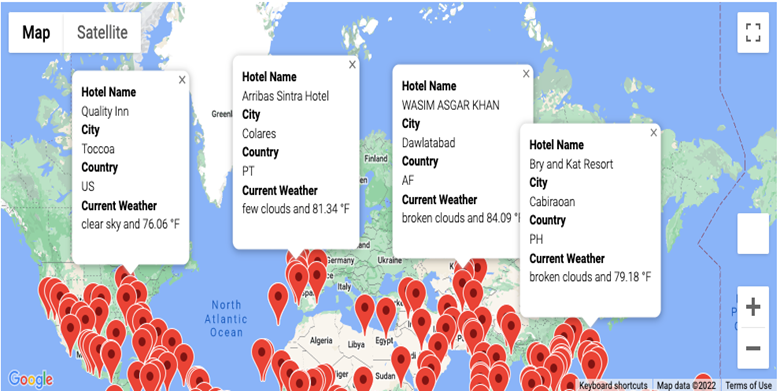 Map
Satellite
Hotel Name
Quality Inn
City
Toccoa
Country
US
Current Weather
clear sky and 76.06 °F
Hotel Name
Arribas Sintra Hotel
City
Colares
Country
PT
Current Weather
few clouds and 81.34 °F
Hotel Name
WASIM ASGAR KHAN
City
Dawlatabad
Country
AF
Current Weather
broken clouds and 84.09 °
Hotel Name
Bry and Kat Resort
City
Cabiraoan
Country
PH
Current Weather
broken clouds and 79.18 °F
Finland
Germany
Ukraine
Italy
North
Atlantic
Ocean
Algeria
Libya
Egypt
Niger
Sudan
Google
Keyboard shortcuts
Map data ©2022
Terms of Use